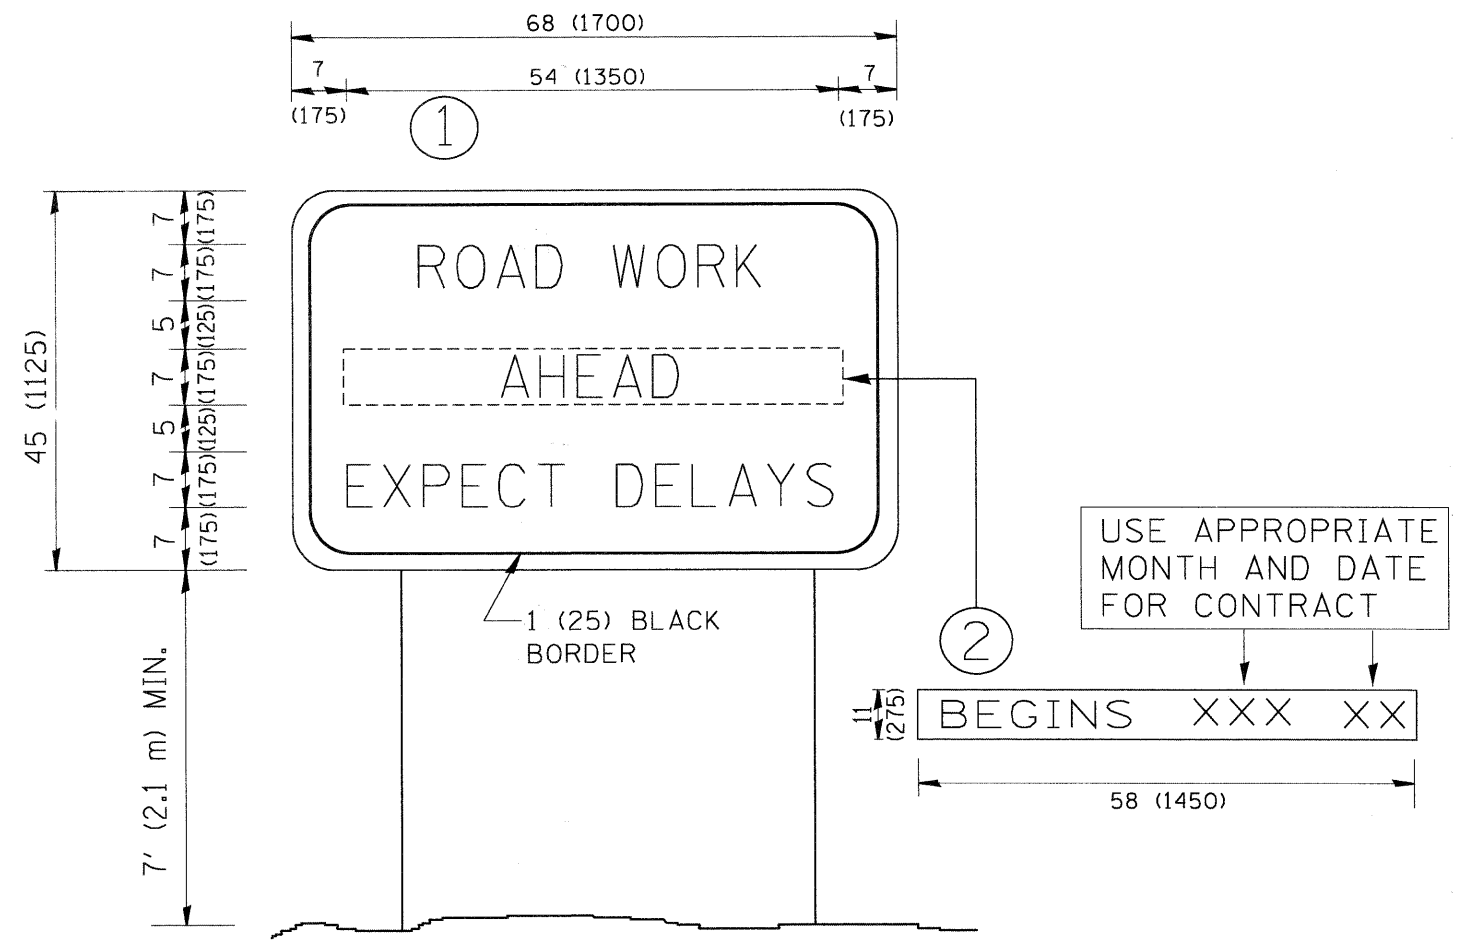 68 (1700)
7
54 (1350)
7
(175)
(175)
1
7
(175)
7
(175)
5
(125)
7
(175)
5
(125)
7
(175)
7
(175)
45 (1125)
ROAD WORK
AHEAD
EXPECT DELAYS
1 (25) BLACK
BORDER
7' (2.1 m) MIN.
USE APPROPRIATE
MONTH AND DATE
FOR CONTRACT
2
11
(275)
BEGINS XXX XX
58 (1450)